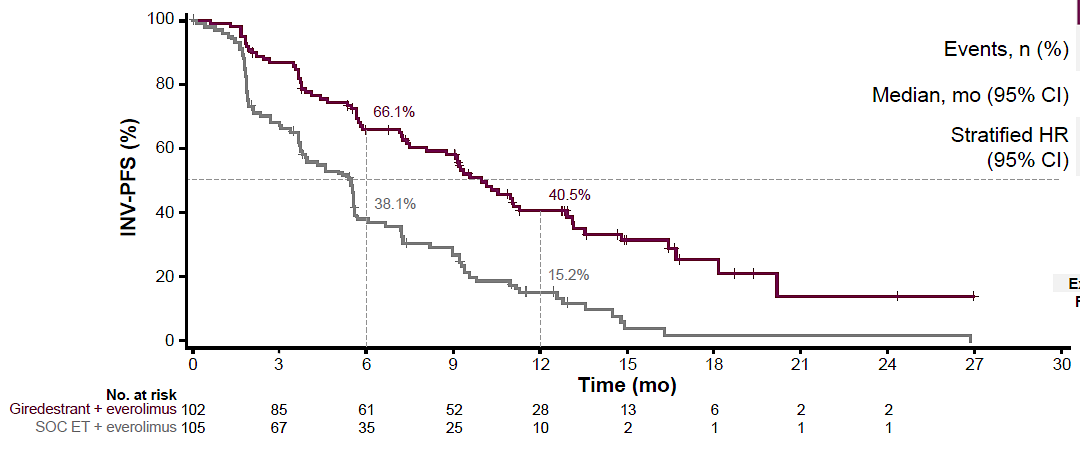 100
80
60
40
20
0
INV-PFS (%)
66.1%
38.1%
40.5%
15.2%
Events, n (%)
Median, mo (95% CI)
Stratified HR
(95% CI)
0 3 6 9 12 15 18 21 24 27 30
Time (mo)
No. at risk
Giredestrant + everolimus 102 85 61 52 28 13 6 2 2
SOC ET + everolimus 105 67 35 25 10 2 1 1 1